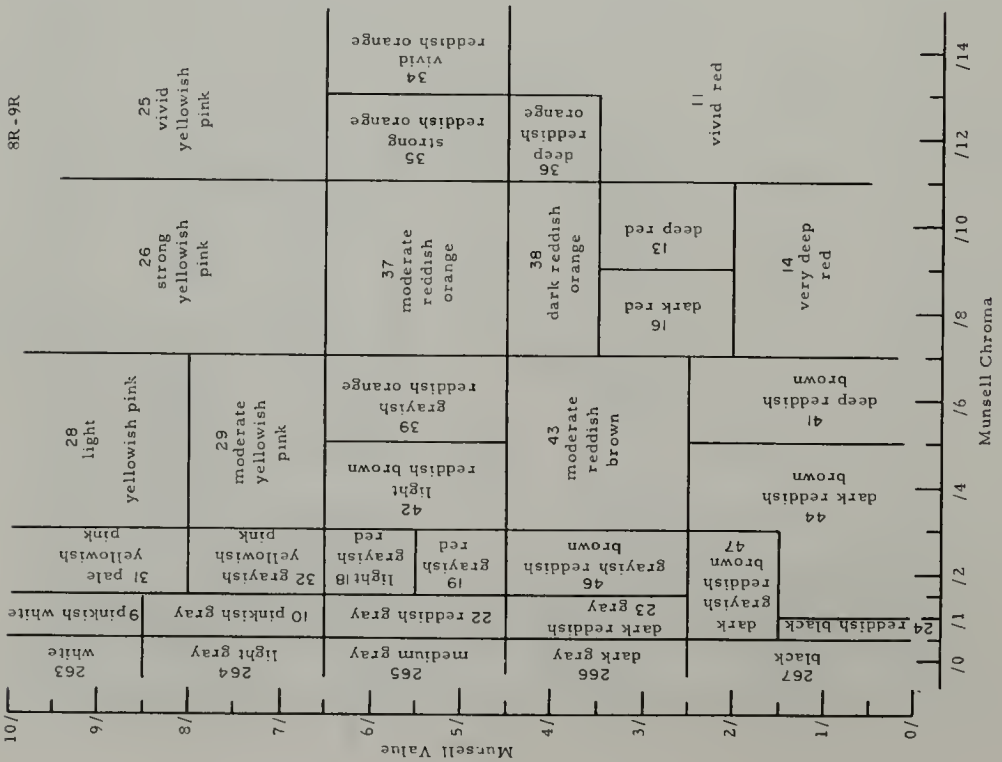 8R-9R
25
vivid
yellowish
pink
34
vivid
reddish orange
35
strong
reddish orange
36
deep
reddish
orange
11
vivid red
26
strong
yellowish
pink
37
moderate
reddish
orange
38
dark reddish
orange
13
deep red
16
dark red
14
very deep
red
28
light
yellowish pink
29
moderate
yellowish
pink
39
grayish
reddish orange
42
light
reddish brown
43
moderate
reddish
brown
41
deep reddish
brown
44
dark reddish
brown
31 pale
yellowish
pink
32 grayish
yellowish
pink
light 18
grayish
red
19
grayish
red
46
grayish reddish
brown
dark
grayish
reddish
brown
47
9 pinkish white
10 pinkish gray
22 reddish gray
dark reddish
23 gray
24
reddish black
263
white
264
light gray
265
medium gray
266
dark gray
267
black
10/
9/
8/
7/
6/
5/
4/
3/
2/
1/
0/
Munsell Value
/0
/1
/2
/4
/6
/8
/10
/12
/14
Munsell Chroma